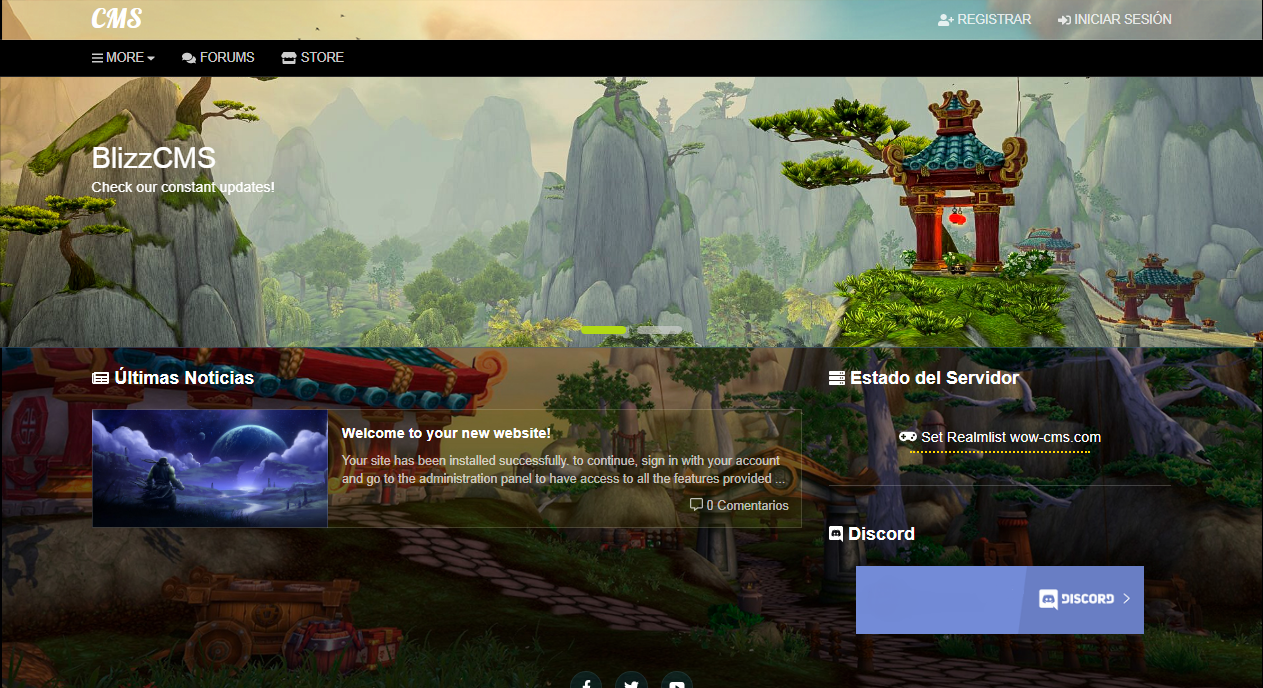 CMS
REGISTRAR INICIAR SESIÓN
MORE FORUMS STORE
BlizzCMS
Check our constant updates!
Últimas Noticias
Welcome to your new website!
Your site has been installed successfully. to continue, sign in with your account
and go to the administration panel to have access to all the features provided ...
0 Comentarios
Estado del Servidor
Set Realmlist wow-cms.com
Discord
DISCORD